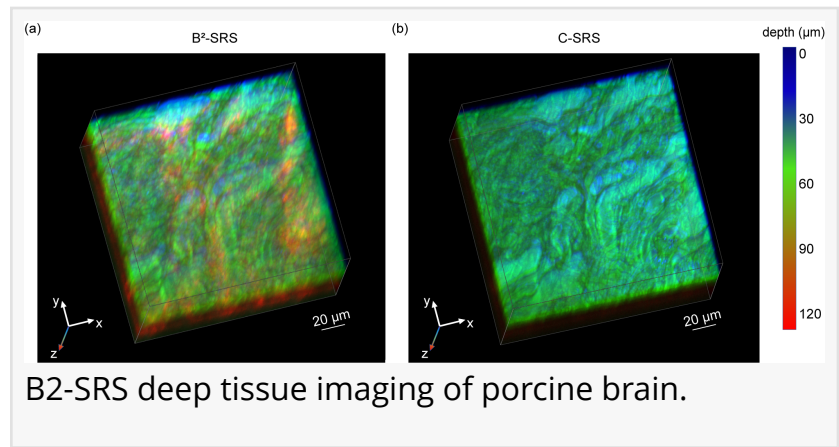 (a)
B²-SRS
(b)
C-SRS
depth (µm)
0
30
60
90
120
y
x
z
20 µm
y
x
z
20 µm
B2-SRS deep tissue imaging of porcine brain.